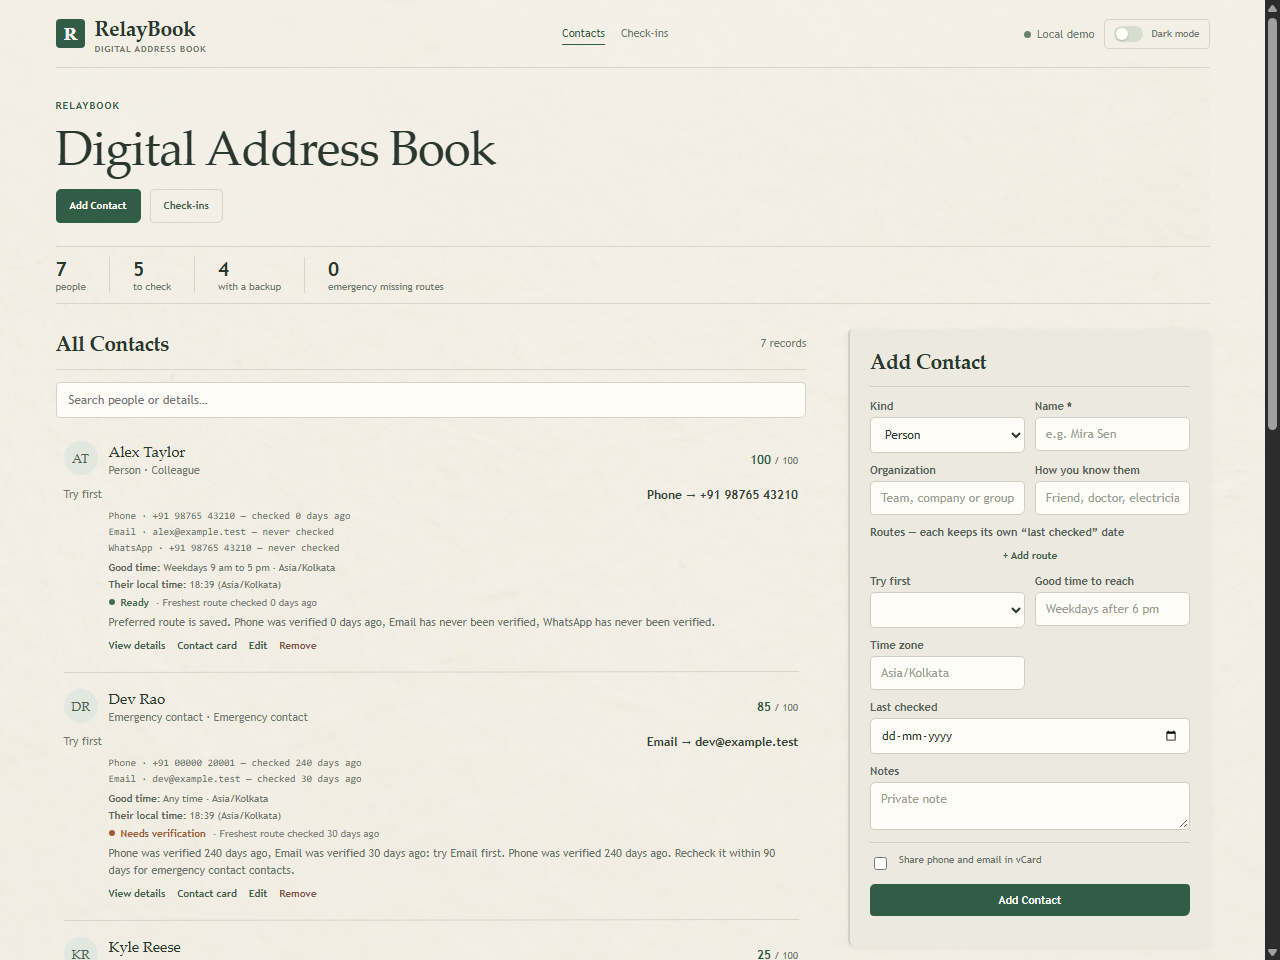 R RelayBook
DIGITAL ADDRESS BOOK
Contacts Check-ins
Local demo Dark mode
RELAYBOOK
Digital Address Book
Add Contact Check-ins
7 5 4 0
people to check with a backup emergency missing routes
All Contacts 7 records
Search people or details...
AT Alex Taylor
Person · Colleague
100 / 100
Try first Phone → +91 98765 43210
Phone · +91 98765 43210 — checked 0 days ago
Email · alex@example.test — never checked
WhatsApp · +91 98765 43210 — never checked
Good time: Weekdays 9 am to 5 pm · Asia/Kolkata
Their local time: 18:39 (Asia/Kolkata)
Ready · Freshest route checked 0 days ago
Preferred route is saved. Phone was verified 0 days ago, Email has never been verified, WhatsApp has never been verified.
View details Contact card Edit Remove
DR Dev Rao
Emergency contact · Emergency contact
85 / 100
Try first Email → dev@example.test
Phone · +91 00000 20001 — checked 240 days ago
Email · dev@example.test — checked 30 days ago
Good time: Any time · Asia/Kolkata
Their local time: 18:39 (Asia/Kolkata)
Needs verification · Freshest route checked 30 days ago
Phone was verified 240 days ago, Email was verified 30 days ago: try Email first. Phone was verified 240 days ago. Recheck it within 90
days for emergency contact contacts.
View details Contact card Edit Remove
KR Kyle Reese
25 / 100
Add Contact
Kind Name *
Person e.g. Mira Sen
Organization How you know them
Team, company or group Friend, doctor, electricia
Routes — each keeps its own “last checked” date
+ Add route
Try first Good time to reach
Weekdays after 6 pm
Time zone
Asia/Kolkata
Last checked
dd-mm-yyyy
Notes
Private note
Share phone and email in vCard
Add Contact